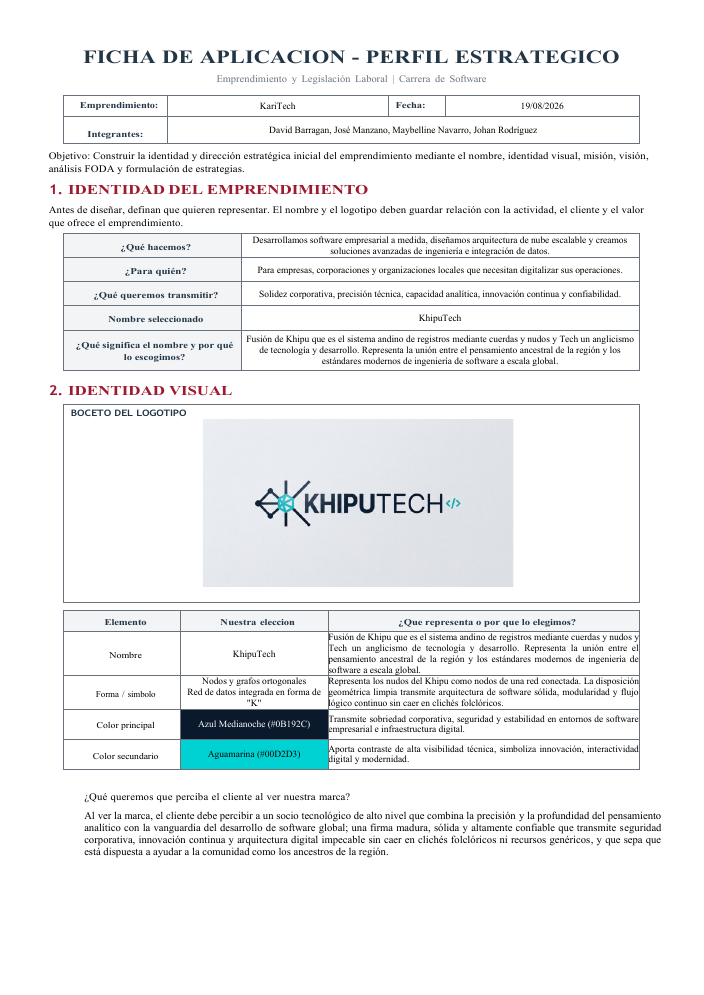 FICHA DE APLICACION - PERFIL ESTRATEGICO
Emprendimiento y Legislación Laboral | Carrera de Software
Emprendimiento: KariTech Fecha: 19/08/2026
Integrantes: David Barragan, José Manzano, Maybelline Navarro, Johan Rodríguez
Objetivo: Construir la identidad y dirección estratégica inicial del emprendimiento mediante el nombre, identidad visual, misión, visión,
análisis FODA y formulación de estrategias.
1. IDENTIDAD DEL EMPRENDIMIENTO
Antes de diseñar, definan que quieren representar. El nombre y el logotipo deben guardar relación con la actividad, el cliente y el valor
que ofrece el emprendimiento.
¿Qué hacemos?
Desarrollamos software empresarial a medida, diseñamos arquitectura de nube escalable y creamos
soluciones avanzadas de ingeniería e integración de datos.
¿Para quién?
Para empresas, corporaciones y organizaciones locales que necesitan digitalizar sus operaciones.
¿Qué queremos transmitir?
Solidez corporativa, precisión técnica, capacidad analítica, innovación continua y confiabilidad.
Nombre seleccionado
KhipuTech
¿Qué significa el nombre y por qué
lo escogimos?
Fusión de Khipu que es el sistema andino de registros mediante cuerdas y nudos y Tech un anglicismo
de tecnología y desarrollo. Representa la unión entre el pensamiento ancestral de la región y los
estándares modernos de ingeniería de software a escala global.
2. IDENTIDAD VISUAL
BOCETO DEL LOGOTIPO
KHIPUTECH </>
Elemento Nuestra eleccion ¿Que representa o por que lo elegimos?
Nombre
KhipuTech
Fusión de Khipu que es el sistema andino de registros mediante cuerdas y nudos y
Tech un anglicismo de tecnología y desarrollo. Representa la unión entre el
pensamiento ancestral de la región y los estándares modernos de ingeniería de
software a escala global.
Forma / simbolo
Nodos y grafos ortogonales
Red de datos integrada en forma de
"K"
Representa los nudos del Khipu como nodos de una red conectada. La disposición
geométrica limpia transmite arquitectura de software sólida, modularidad y flujo
lógico continuo sin caer en clichés folclóricos.
Color principal
Azul Medianoche (#0B192C)
Transmite sobriedad corporativa, seguridad y estabilidad en entornos de software
empresarial e infraestructura digital.
Color secundario
Aguamarina (#00D2D3)
Aporta contraste de alta visibilidad técnica, simboliza innovación, interactividad
digital y modernidad.
¿Qué queremos que perciba el cliente al ver nuestra marca?
Al ver la marca, el cliente debe percibir a un socio tecnológico de alto nivel que combina la precisión y la profundidad del pensamiento
analítico con la vanguardia del desarrollo de software global; una firma madura, sólida y altamente confiable que transmite seguridad
corporativa, innovación continua y arquitectura digital impecable sin caer en clichés folclóricos ni recursos genéricos, y que sepa que
está dispuesta a ayudar a la comunidad como los ancestros de la región.